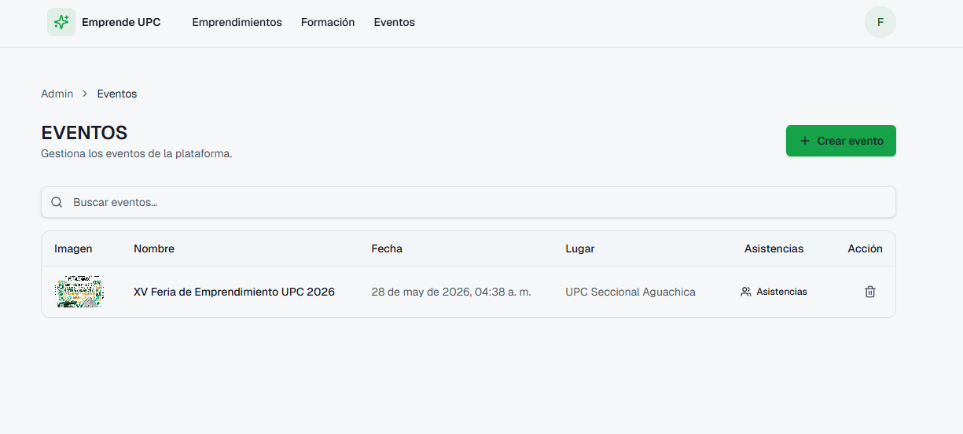 Emprende UPC Emprendimientos Formación Eventos F
Admin > Eventos
EVENTOS
Gestiona los eventos de la plataforma.
+ Crear evento
Buscar eventos...
Imagen Nombre Fecha Lugar Asistencias Acción
XV Feria de Emprendimiento UPC 2026 28 de may de 2026, 04:38 a. m. UPC Seccional Aguachica Asistencias